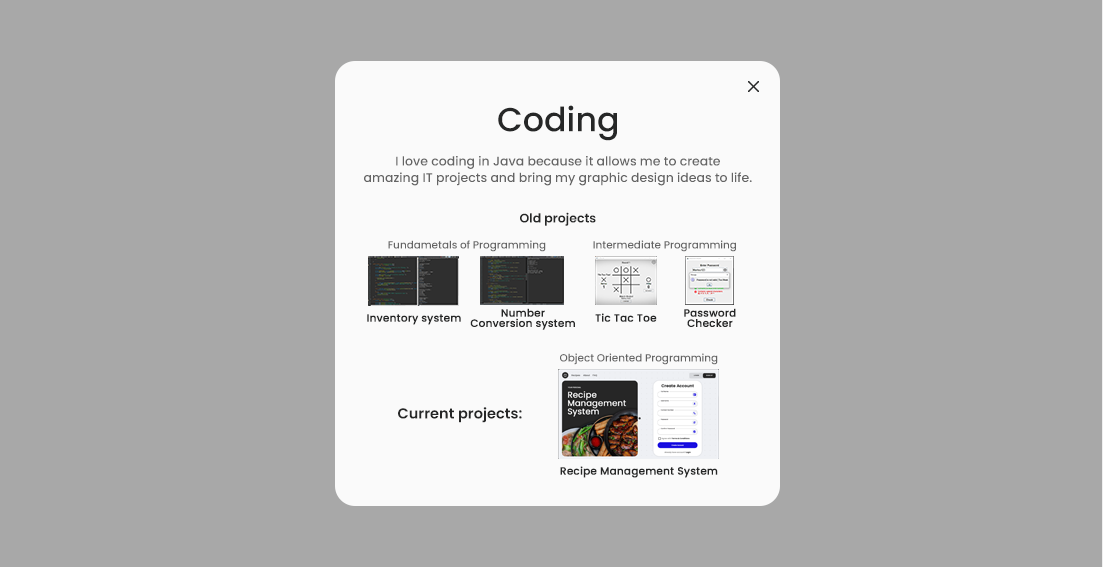 Coding
I love coding in Java because it allows me to create
amazing IT projects and bring my graphic design ideas to life.
Old projects
Fundametals of Programming
Intermediate Programming
Inventory system
Number
Conversion system
Tic Tac Toe
Password
Checker
Object Oriented Programming
Current projects:
Recipe
Management
System
Create Account
Recipe Management System